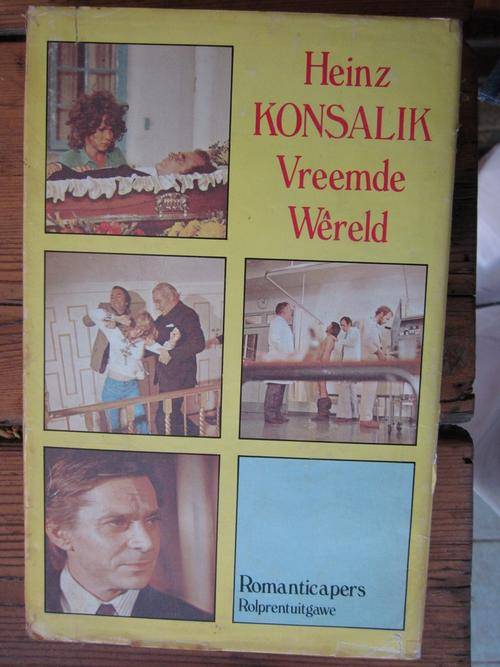 Heinz
KONSALIK
Vreemde
Wêreld
Romanticapers
Rolprentuitgawe